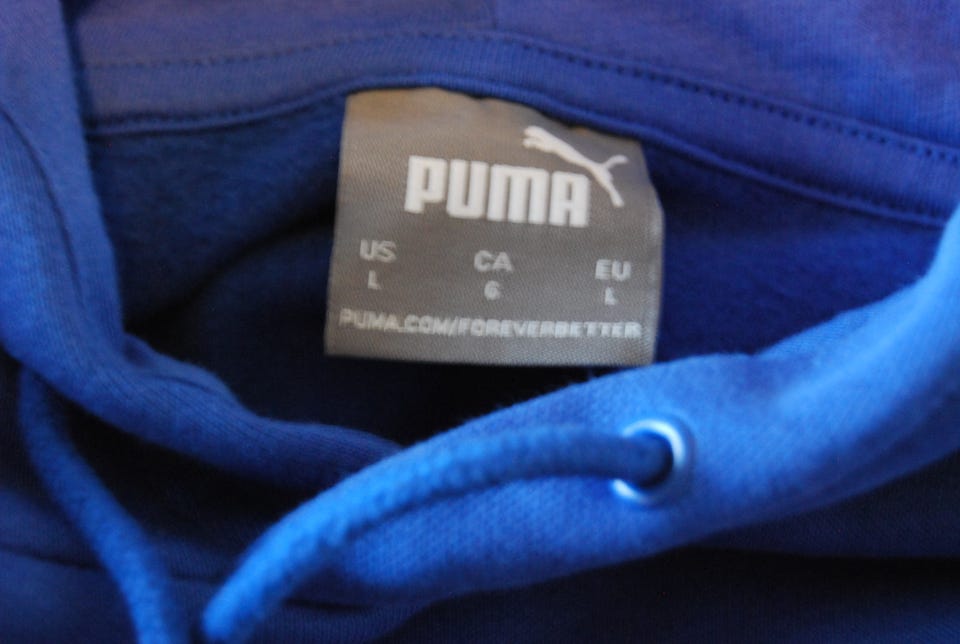 PUMA
US CA EU
L 6 L
PUMA.COM/FOREVERBETTER